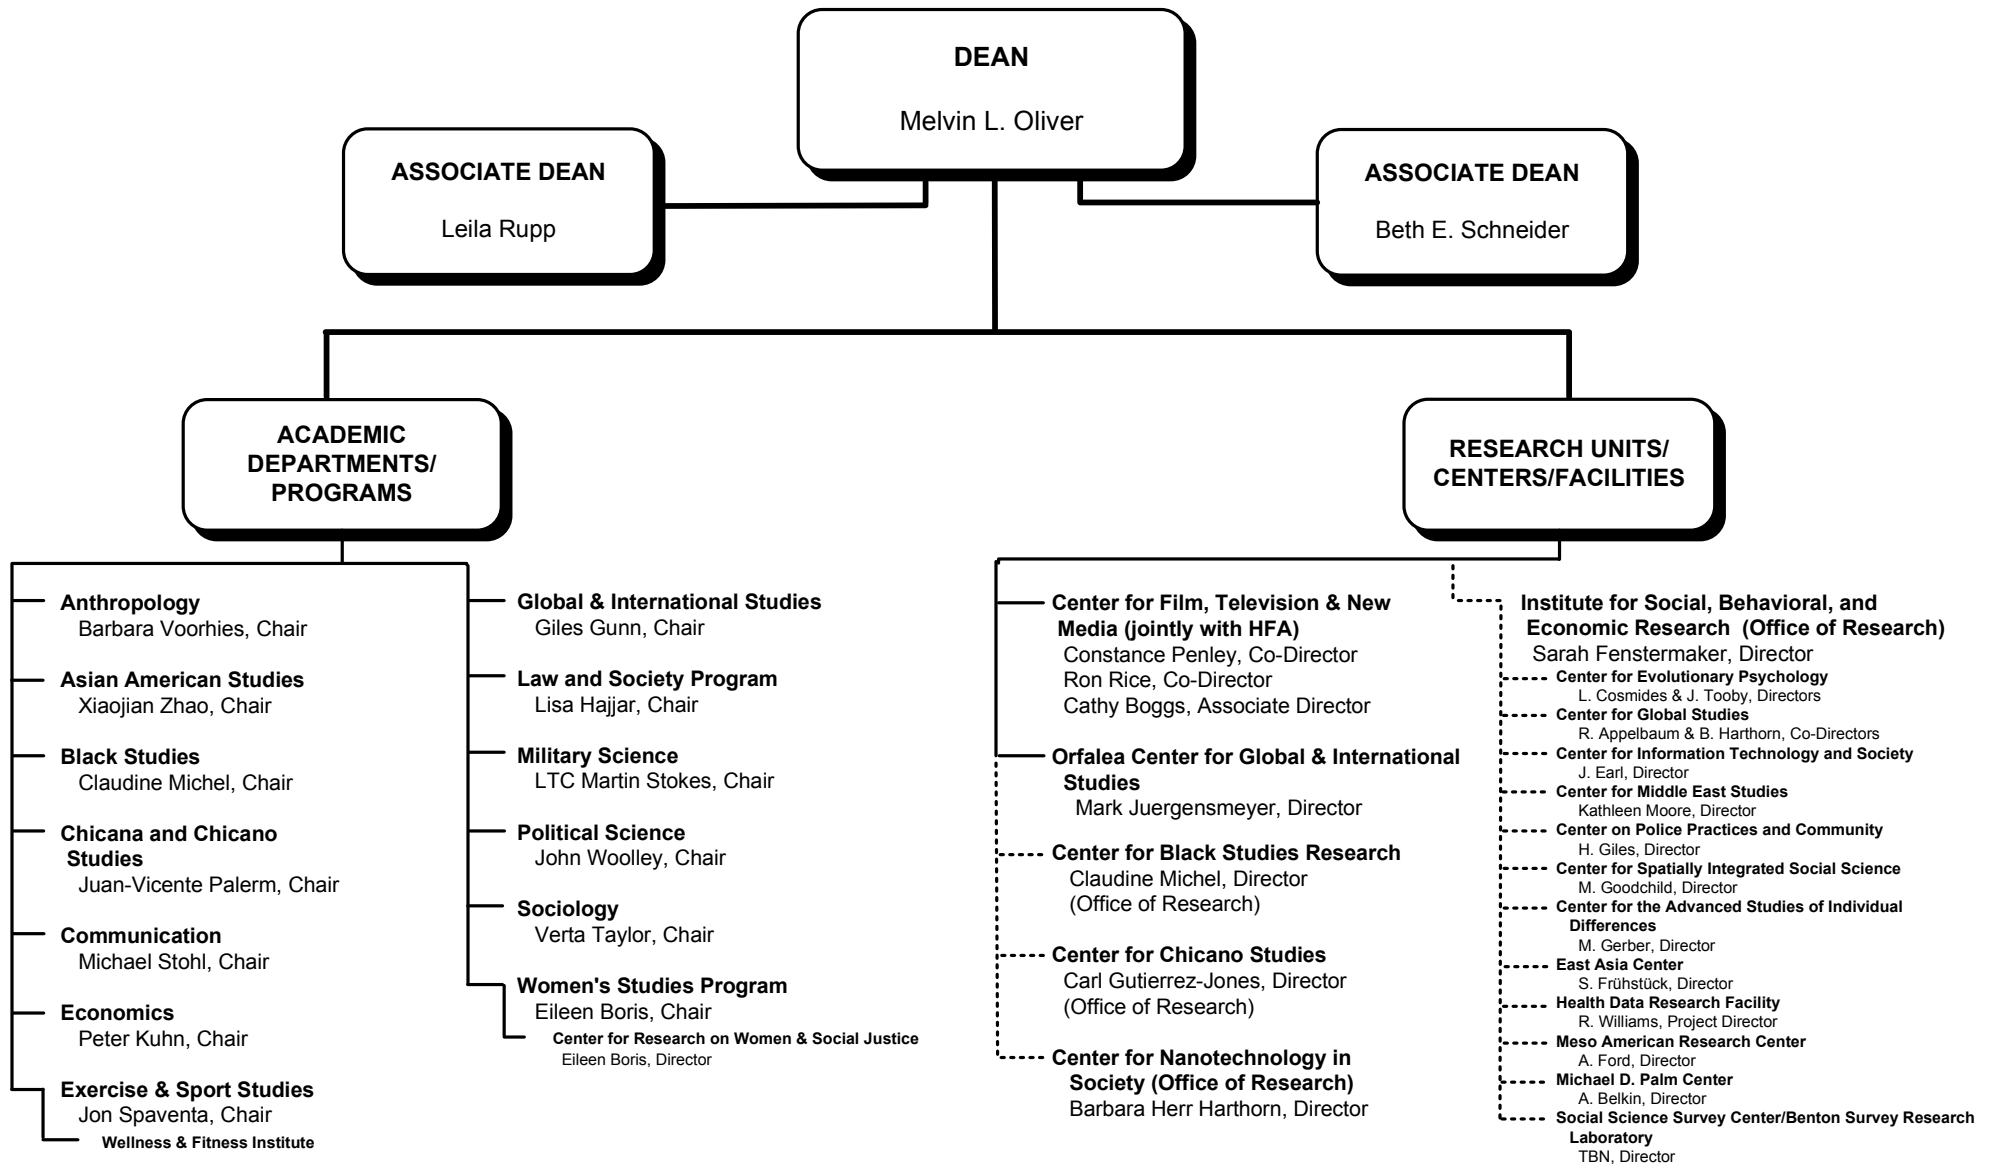 DEAN
Melvin L. Oliver
ASSOCIATE DEAN
Leila Rupp
ASSOCIATE DEAN
Beth E. Schneider
ACADEMIC
DEPARTMENTS/
PROGRAMS
RESEARCH UNITS/
CENTERS/FACILITIES
Anthropology
Barbara Voorhies, Chair
Asian American Studies
Xiaojian Zhao, Chair
Black Studies
Claudine Michel, Chair
Chicana and Chicano
Studies
Juan-Vicente Palerm, Chair
Communication
Michael Stohl, Chair
Economics
Peter Kuhn, Chair
Exercise & Sport Studies
Jon Spaventa, Chair
Wellness & Fitness Institute
Global & International Studies
Giles Gunn, Chair
Law and Society Program
Lisa Hajjar, Chair
Military Science
LTC Martin Stokes, Chair
Political Science
John Woolley, Chair
Sociology
Verta Taylor, Chair
Women's Studies Program
Eileen Boris, Chair
Center for Research on Women & Social Justice
Eileen Boris, Director
Center for Film, Television & New
Media (jointly with HFA)
Constance Penley, Co-Director
Ron Rice, Co-Director
Cathy Boggs, Associate Director
Orfalea Center for Global & International
Studies
Mark Juergensmeyer, Director
Center for Black Studies Research
Claudine Michel, Director
(Office of Research)
Center for Chicano Studies
Carl Gutierrez-Jones, Director
(Office of Research)
Center for Nanotechnology in
Society (Office of Research)
Barbara Herr Harthorn, Director
Institute for Social, Behavioral, and
Economic Research (Office of Research)
Sarah Fenstermaker, Director
Center for Evolutionary Psychology
L. Cosmides & J. Tooby, Directors
Center for Global Studies
R. Appelbaum & B. Harthorn, Co-Directors
Center for Information Technology and Society
J. Earl, Director
Center for Middle East Studies
Kathleen Moore, Director
Center on Police Practices and Community
H. Giles, Director
Center for Spatially Integrated Social Science
M. Goodchild, Director
Center for the Advanced Studies of Individual
Differences
M. Gerber, Director
East Asia Center
S. Frühstück, Director
Health Data Research Facility
R. Williams, Project Director
Meso American Research Center
A. Ford, Director
Michael D. Palm Center
A. Belkin, Director
Social Science Survey Center/Benton Survey Research
Laboratory
TBN, Director